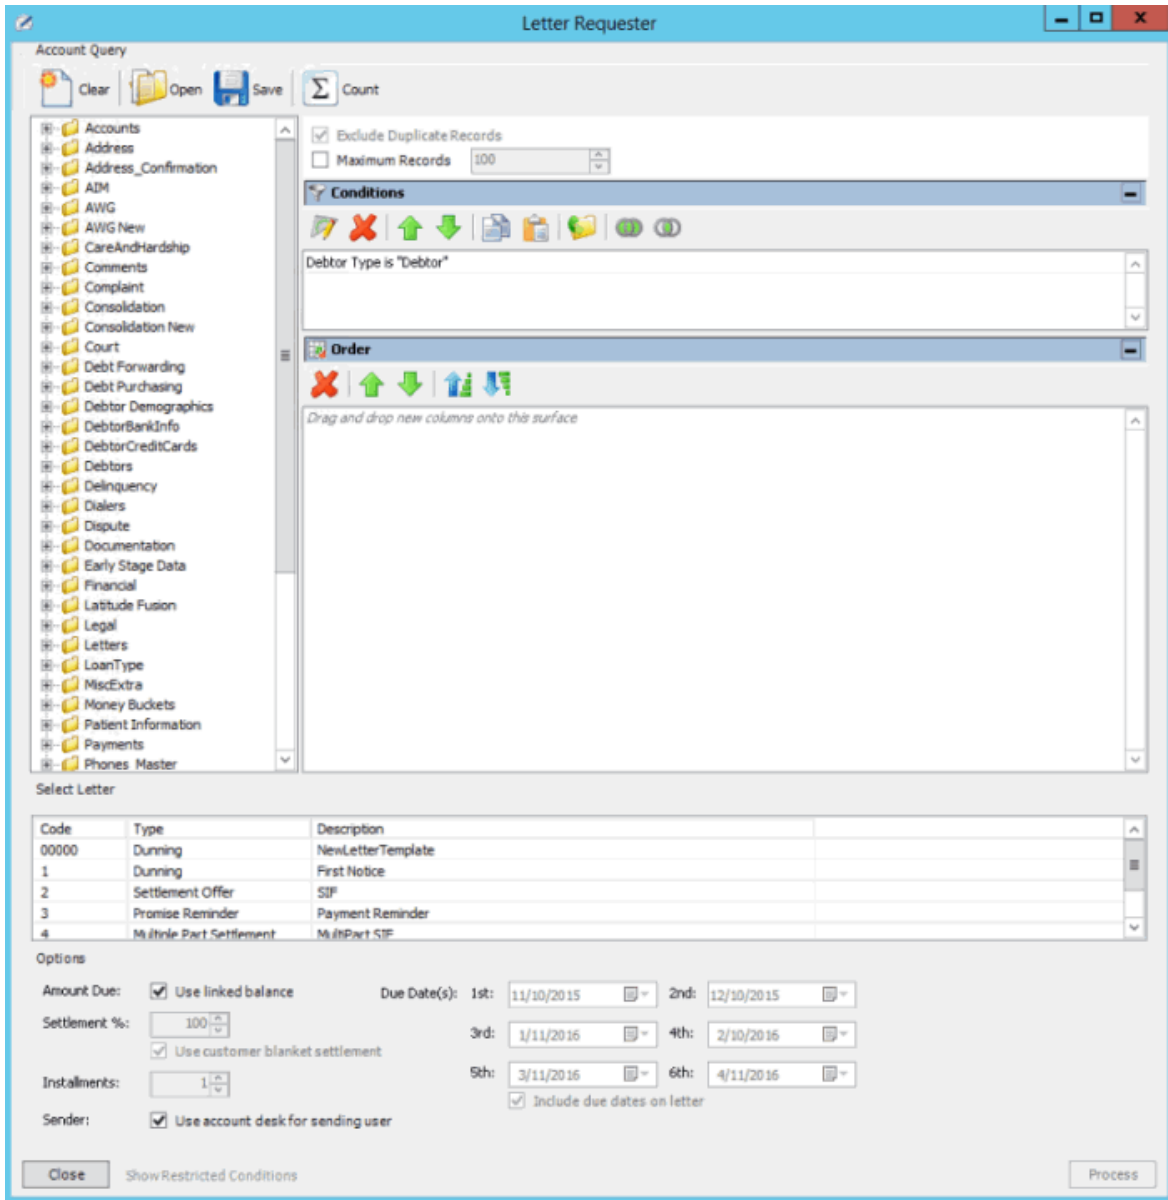 Letter Requester
Account Query
Clear Open Save Σ Count
Accounts
Address
Address_Confirmation
AIM
AWG
AWG New
CareAndHardship
Comments
Complaint
Consolidation
Consolidation New
Court
Debt Forwarding
Debt Purchasing
Debtor Demographics
DebtorBankInfo
DebtorCreditCards
Debtors
Delinquency
Dialers
Dispute
Documentation
Early Stage Data
Financial
Latitude Fusion
Legal
Letters
LoanType
MiscExtra
Money Buckets
Patient Information
Payments
Phones_Master
Exclude Duplicate Records
Maximum Records 100
Conditions
Debtor Type is "Debtor"
Order
Drag and drop new columns onto this surface
Select Letter
Code Type Description
00000 Dunning NewLetterTemplate
1 Dunning First Notice
2 Settlement Offer SIF
3 Promise Reminder Payment Reminder
4 Multiple Part Settlement MultiPart SIF
Options
Amount Due: Use linked balance Due Date(s): 1st: 11/10/2015 2nd: 12/10/2015
Settlement %: 100 3rd: 1/11/2016 4th: 2/10/2016
Use customer blanket settlement
Installments: 1 5th: 3/11/2016 6th: 4/11/2016
Include due dates on letter
Sender: Use account desk for sending user
Close Show Restricted Conditions Process